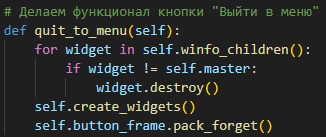 # Делаем функционал кнопки "Выйти в меню"
def quit_to_menu(self):
    for widget in self.winfo_children():
        if widget != self.master:
            widget.destroy()
    self.create_widgets()
    self.button_frame.pack_forget()